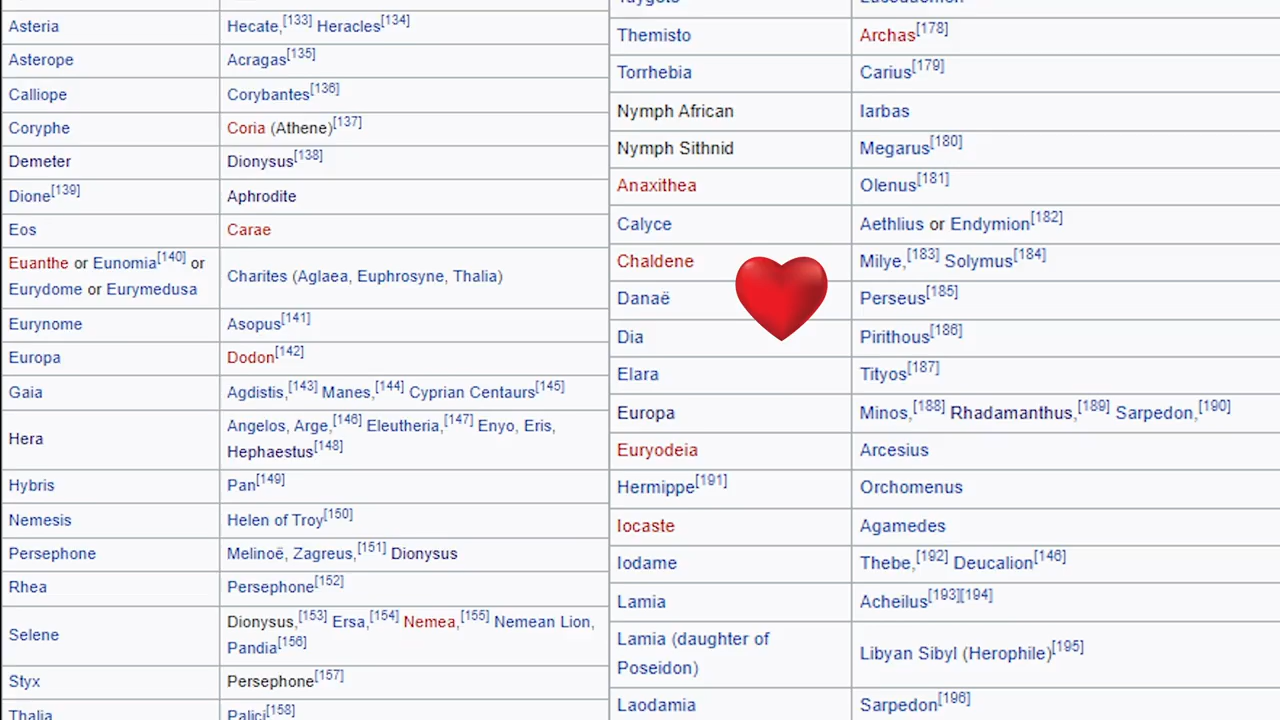 Asteria Hecate,[133] Heracles[134]
Asterope Acragas[135]
Calliope Corybantes[136]
Coryphe Coria (Athene)[137]
Demeter Dionysus[138]
Dione[139] Aphrodite
Eos Carae
Euanthe or Eunomia[140] or
Eurydome or Eurymedusa
Charites (Aglaea, Euphrosyne, Thalia)
Eurynome Asopus[141]
Europa Dodon[142]
Gaia Agdistis,[143] Manes,[144] Cyprian Centaurs[145]
Hera
Angelos, Arge,[146] Eleutheria,[147] Enyo, Eris,
Hephaestus[148]
Hybris Pan[149]
Nemesis Helen of Troy[150]
Persephone Melinoë, Zagreus,[151] Dionysus
Rhea Persephone[152]
Selene
Dionysus,[153] Ersa,[154] Nemea,[155] Nemean Lion,
Pandia[156]
Styx Persephone[157]
Thalia Palici[158]
Themisto Archas[178]
Torrhebia Carius[179]
Nymph African Iarbas
Nymph Sithnid Megarus[180]
Anaxithea Olenus[181]
Calyce Aethlius or Endymion[182]
Chaldene Milye,[183] Solymus[184]
Danaë Perseus[185]
Dia Pirithous[186]
Elara Tityos[187]
Europa Minos,[188] Rhadamanthus,[189] Sarpedon,[190]
Euryodeia Arcesius
Hermippe[191] Orchomenus
Iocaste Agamedes
Iodame Thebe,[192] Deucalion[146]
Lamia Acheilus[193][194]
Lamia (daughter of
Poseidon)
Libyan Sibyl (Herophile)[195]
Laodamia Sarpedon[196]